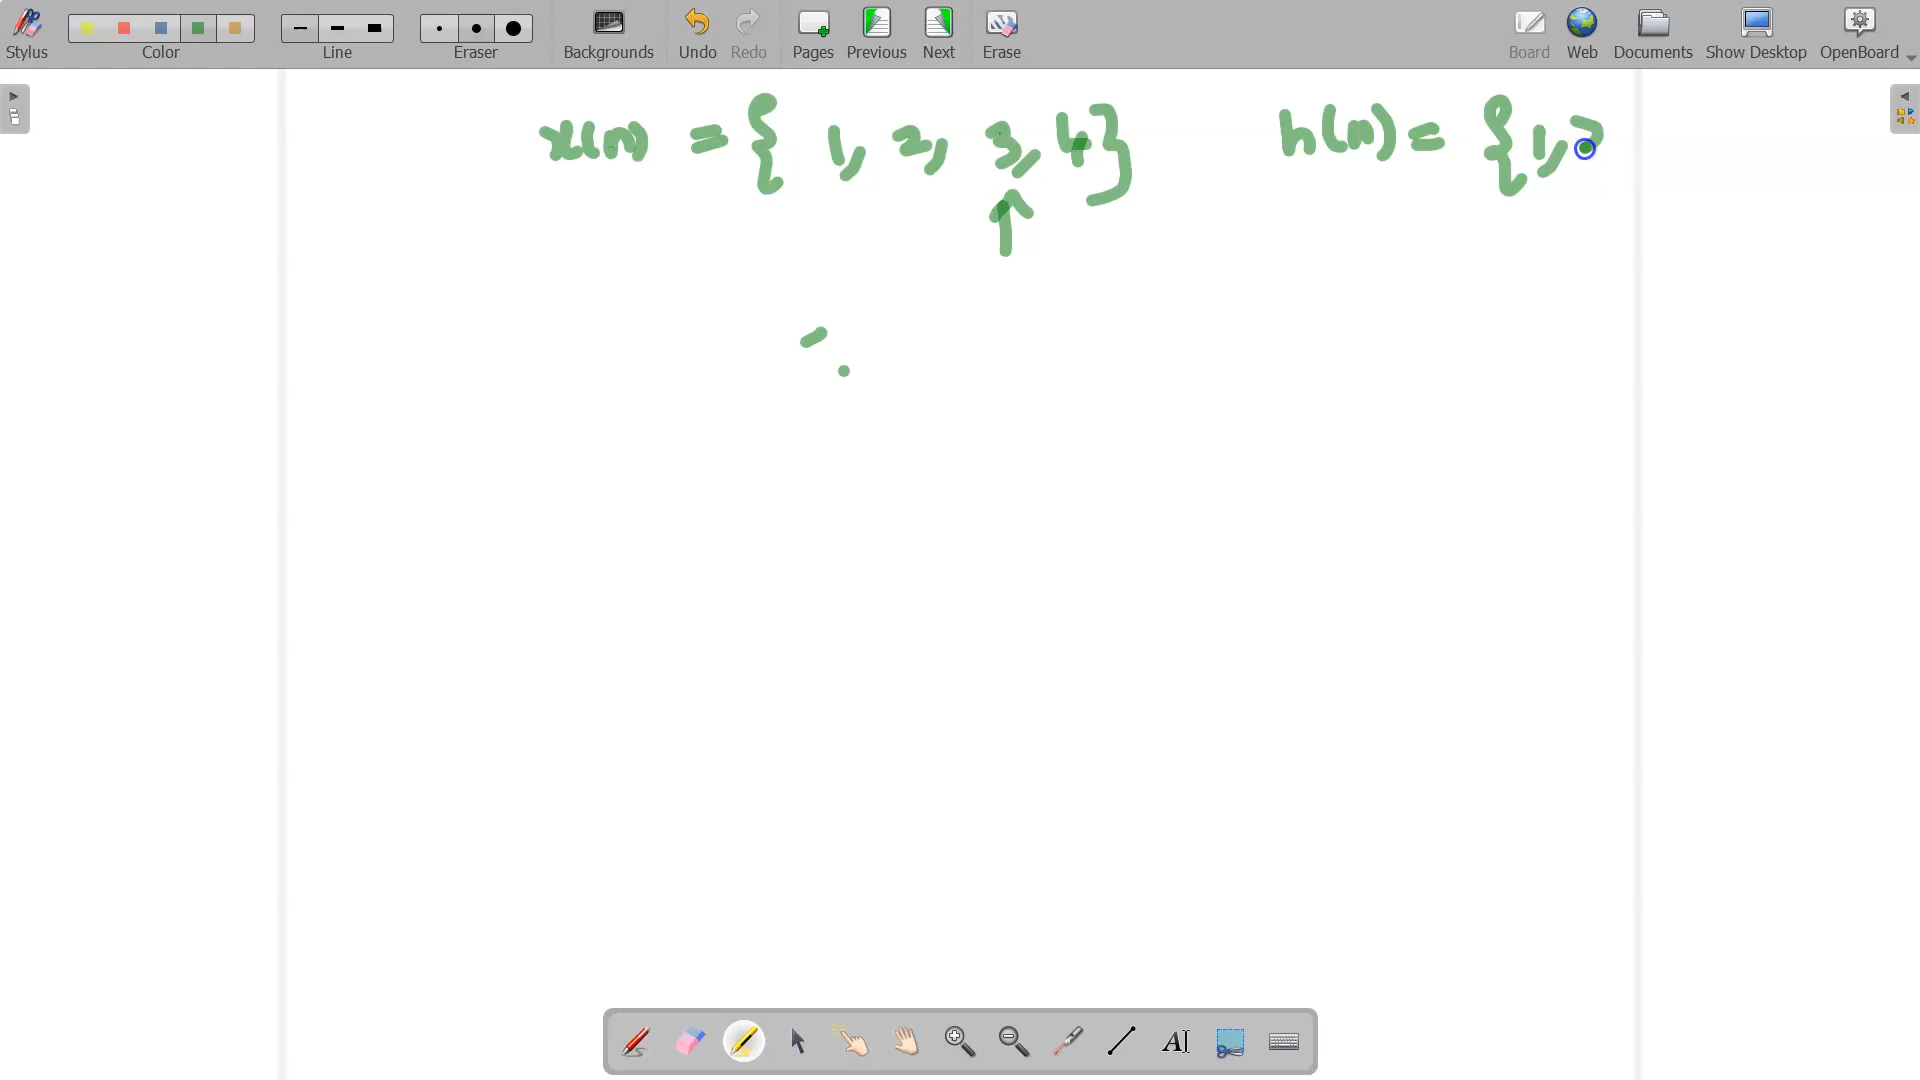 Stylus Color Line Eraser Backgrounds Undo Redo Pages Previous Next Erase Board Web Documents Show Desktop OpenBoard
x(n) = { 1, 2, 3, 4 } h(n) = { 1,
↑